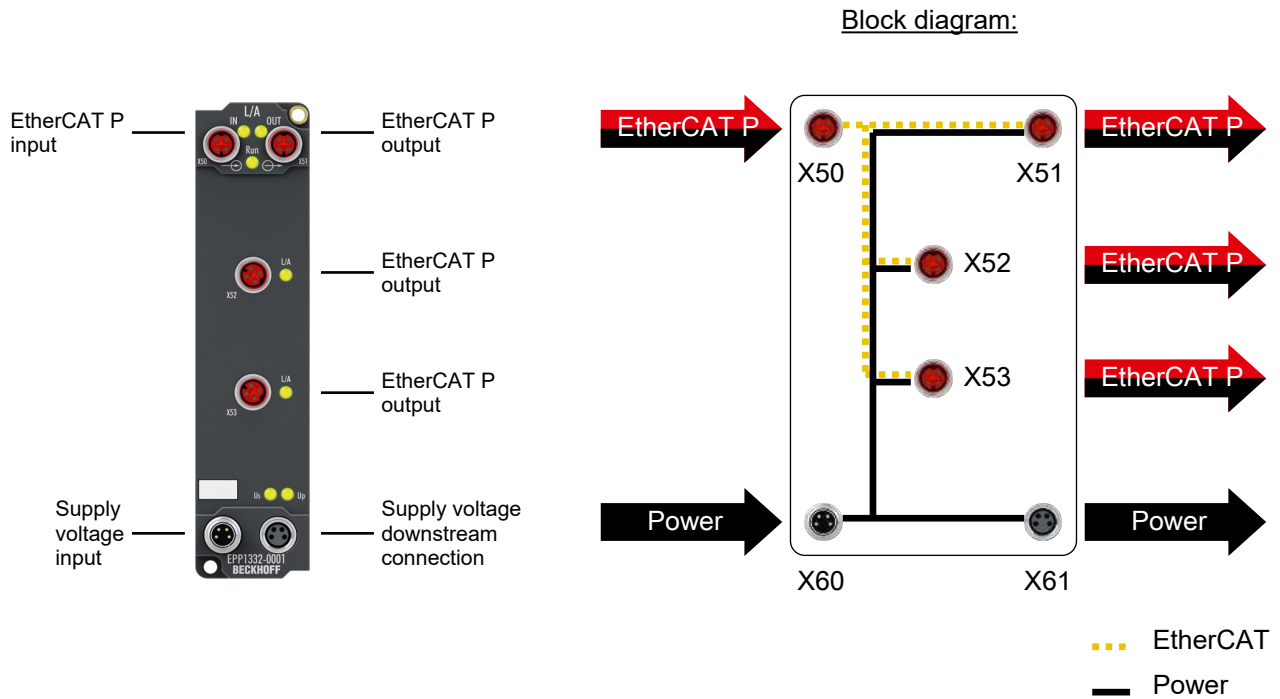 Block diagram:
EtherCAT P
input
L/A
IN
OUT
Run
X50
X51
EtherCAT P
output
L/A
X52
EtherCAT P
output
L/A
X53
EtherCAT P
output
Us
Up
Supply
voltage
input
EPP1332-0001
BECKHOFF
Supply voltage
downstream
connection
EtherCAT P
X50
X51
EtherCAT P
X52
EtherCAT P
X53
EtherCAT P
Power
X60
X61
Power
EtherCAT
Power